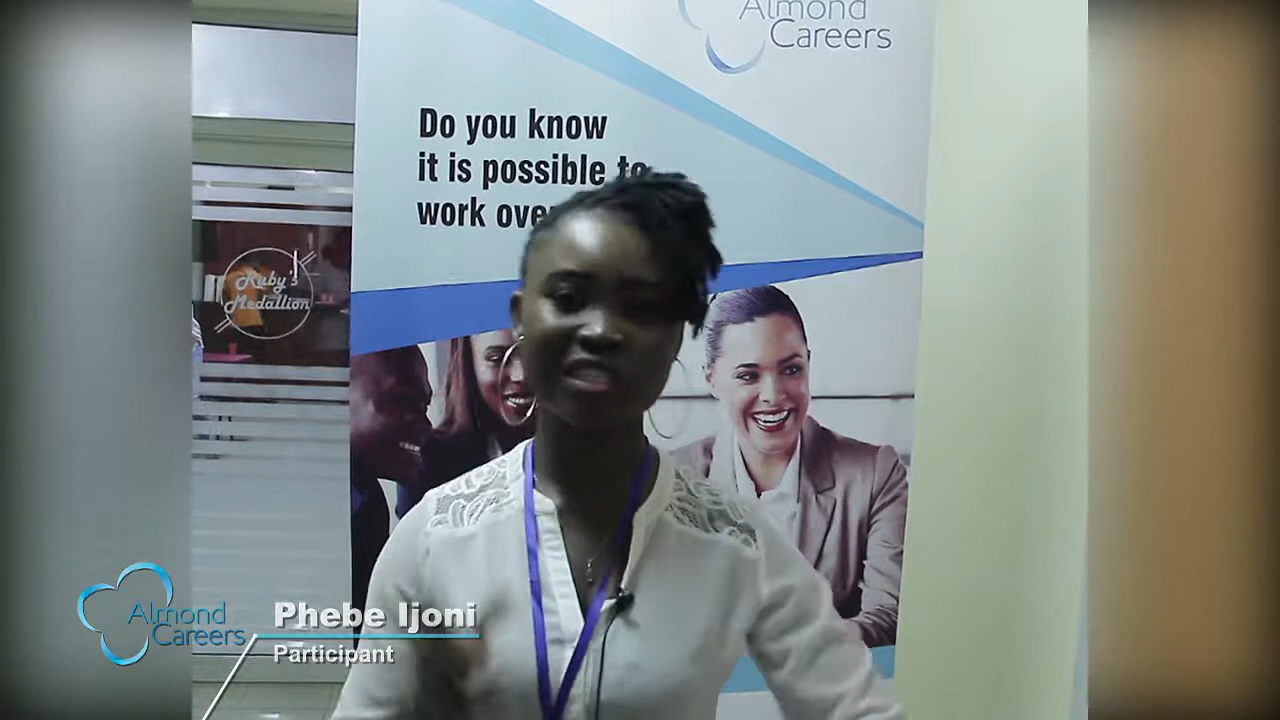 Almond
Careers
Do you know
it is possible to
work over
Ruby's
Medallion
Almond
Careers
Phebe Ijoni
Participant